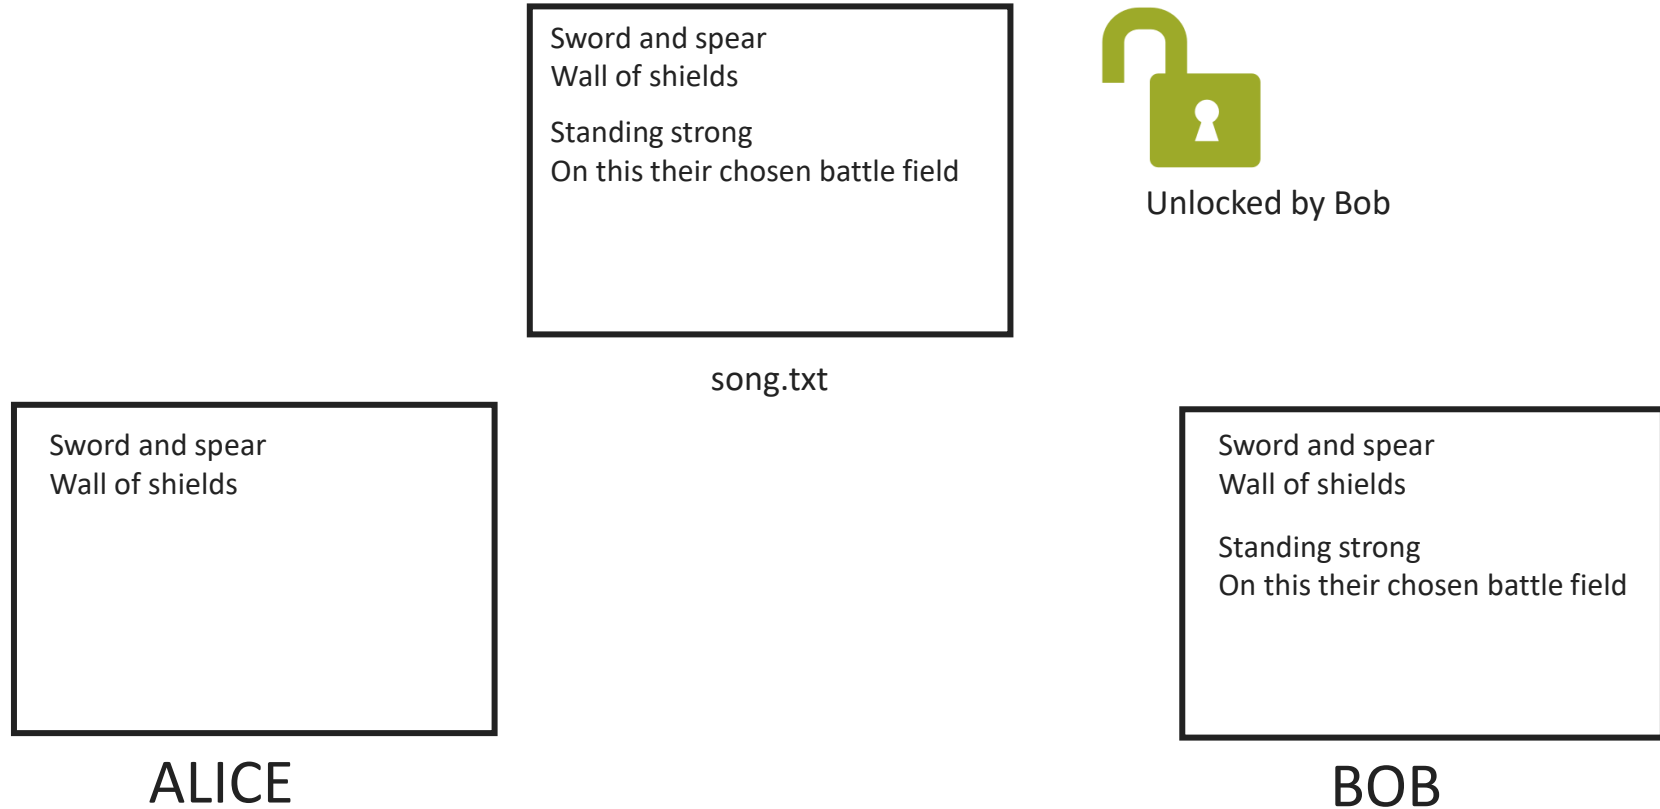 Sword and spear
Wall of shields
Standing strong
On this their chosen battle field
Unlocked by Bob
song.txt
Sword and spear
Wall of shields
ALICE
Sword and spear
Wall of shields
Standing strong
On this their chosen battle field
BOB